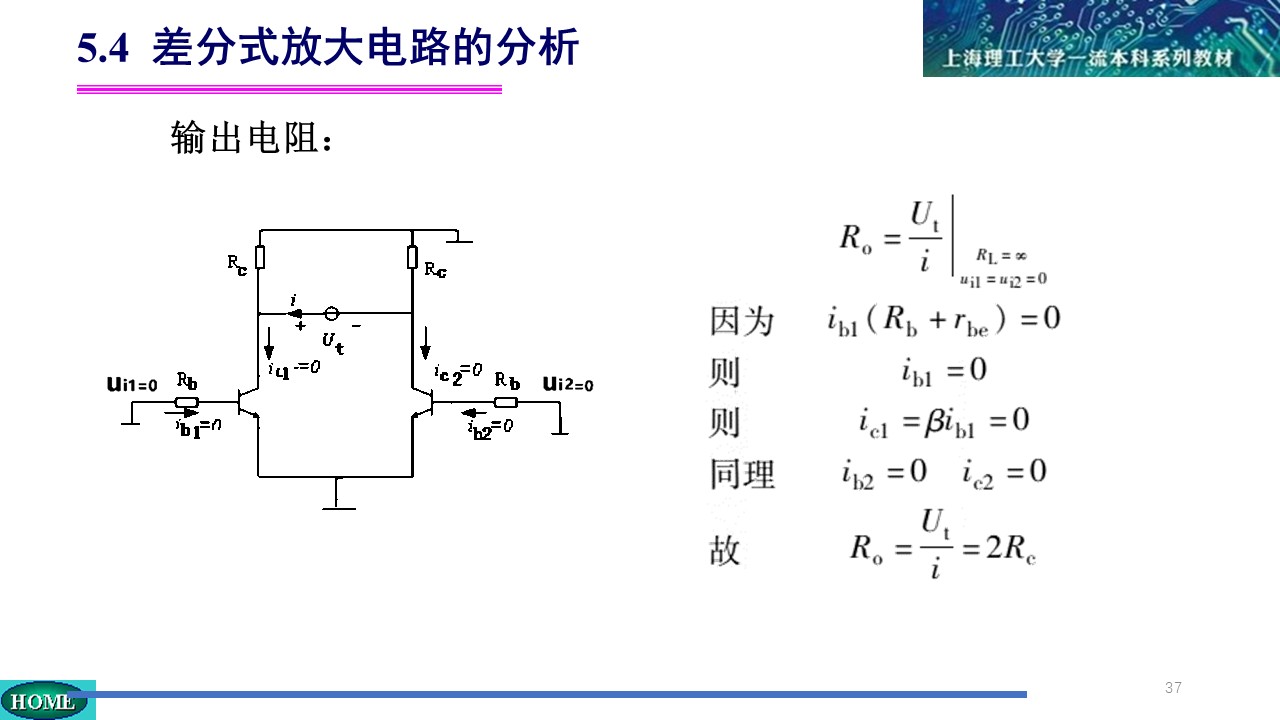 5.4 差分式放大电路的分析
上海理工大学一流本科系列教材
输出电阻：
Rc
Rc
i
+ -
Ut
ic1=0
ic2=0
ui1=0
Rb
Rb
ui2=0
ib1=0
ib2=0
Ro = Ut/i | RL=∞ ui1=ui2=0
因为 ib1(Rb+rbe)=0
则 ib1=0
则 ic1=βib1=0
同理 ib2=0 ic2=0
故 Ro=Ut/i=2Rc
HOME
37